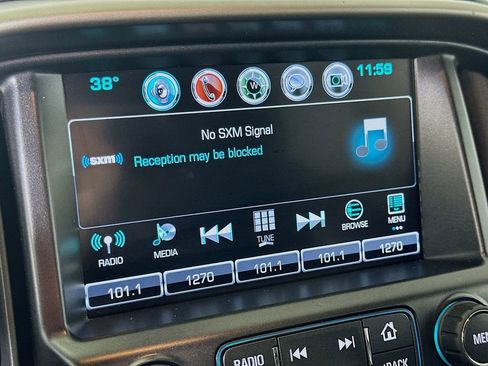 38°
W
11:59
No SXM Signal
((sxm))
Reception may be blocked
RADIO
MEDIA
TUNE
BROWSE
MENU
101.1
1270
101.1
101.1
1270
RADIO